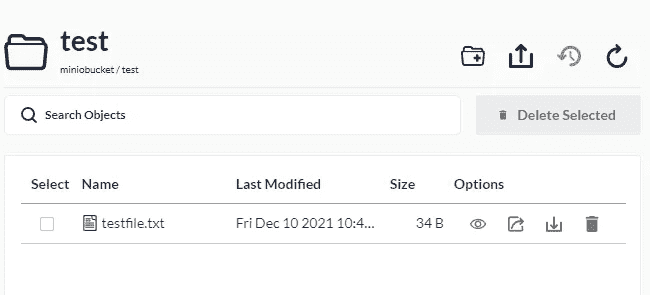 test
miniobucket / test
Search Objects
Delete Selected
Select Name Last Modified Size Options
testfile.txt Fri Dec 10 2021 10:4... 34 B